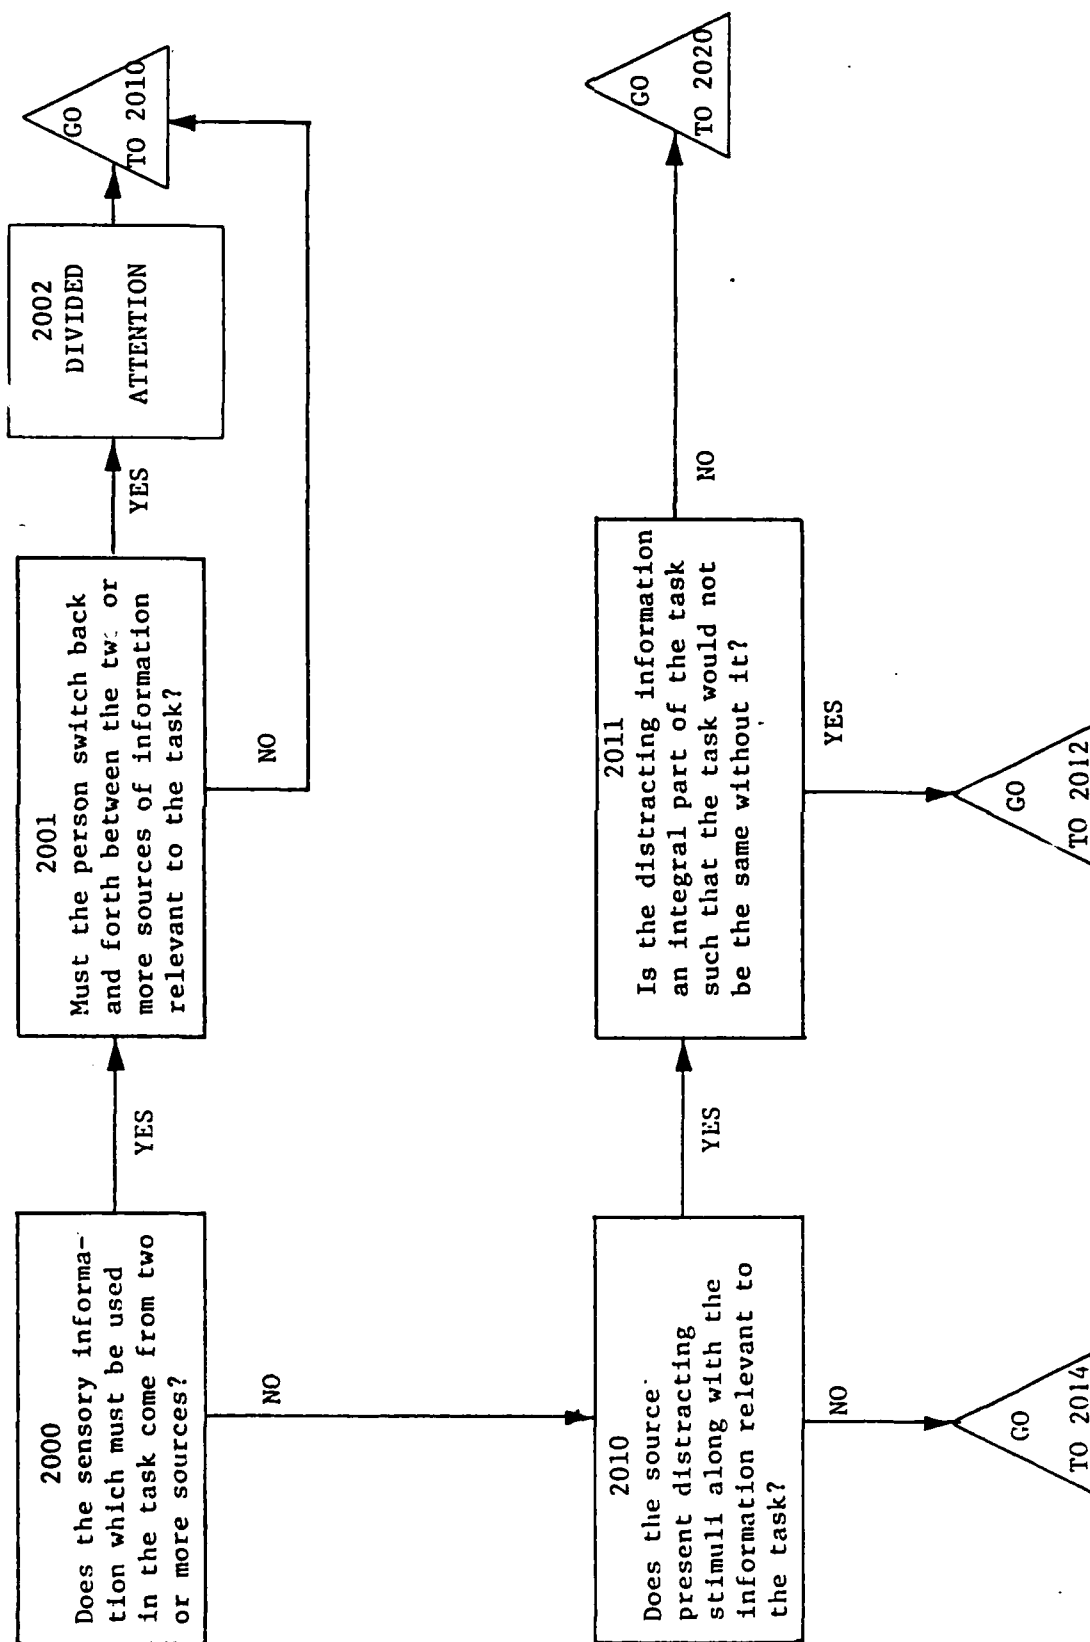 2000
Does the sensory informa-
tion which must be used
in the task come from two
or more sources?
YES
NO
2001
Must the person switch back
and forth between the two or
more sources of information
relevant to the task?
YES
NO
2002
DIVIDED
ATTENTION
GO
TO 2010
2010
Does the source
present distracting
stimuli along with the
information relevant to
the task?
YES
NO
GO
TO 2014
2011
Is the distracting information
an integral part of the task
such that the task would not
be the same without it?
NO
YES
GO
TO 2020
GO
TO 2012